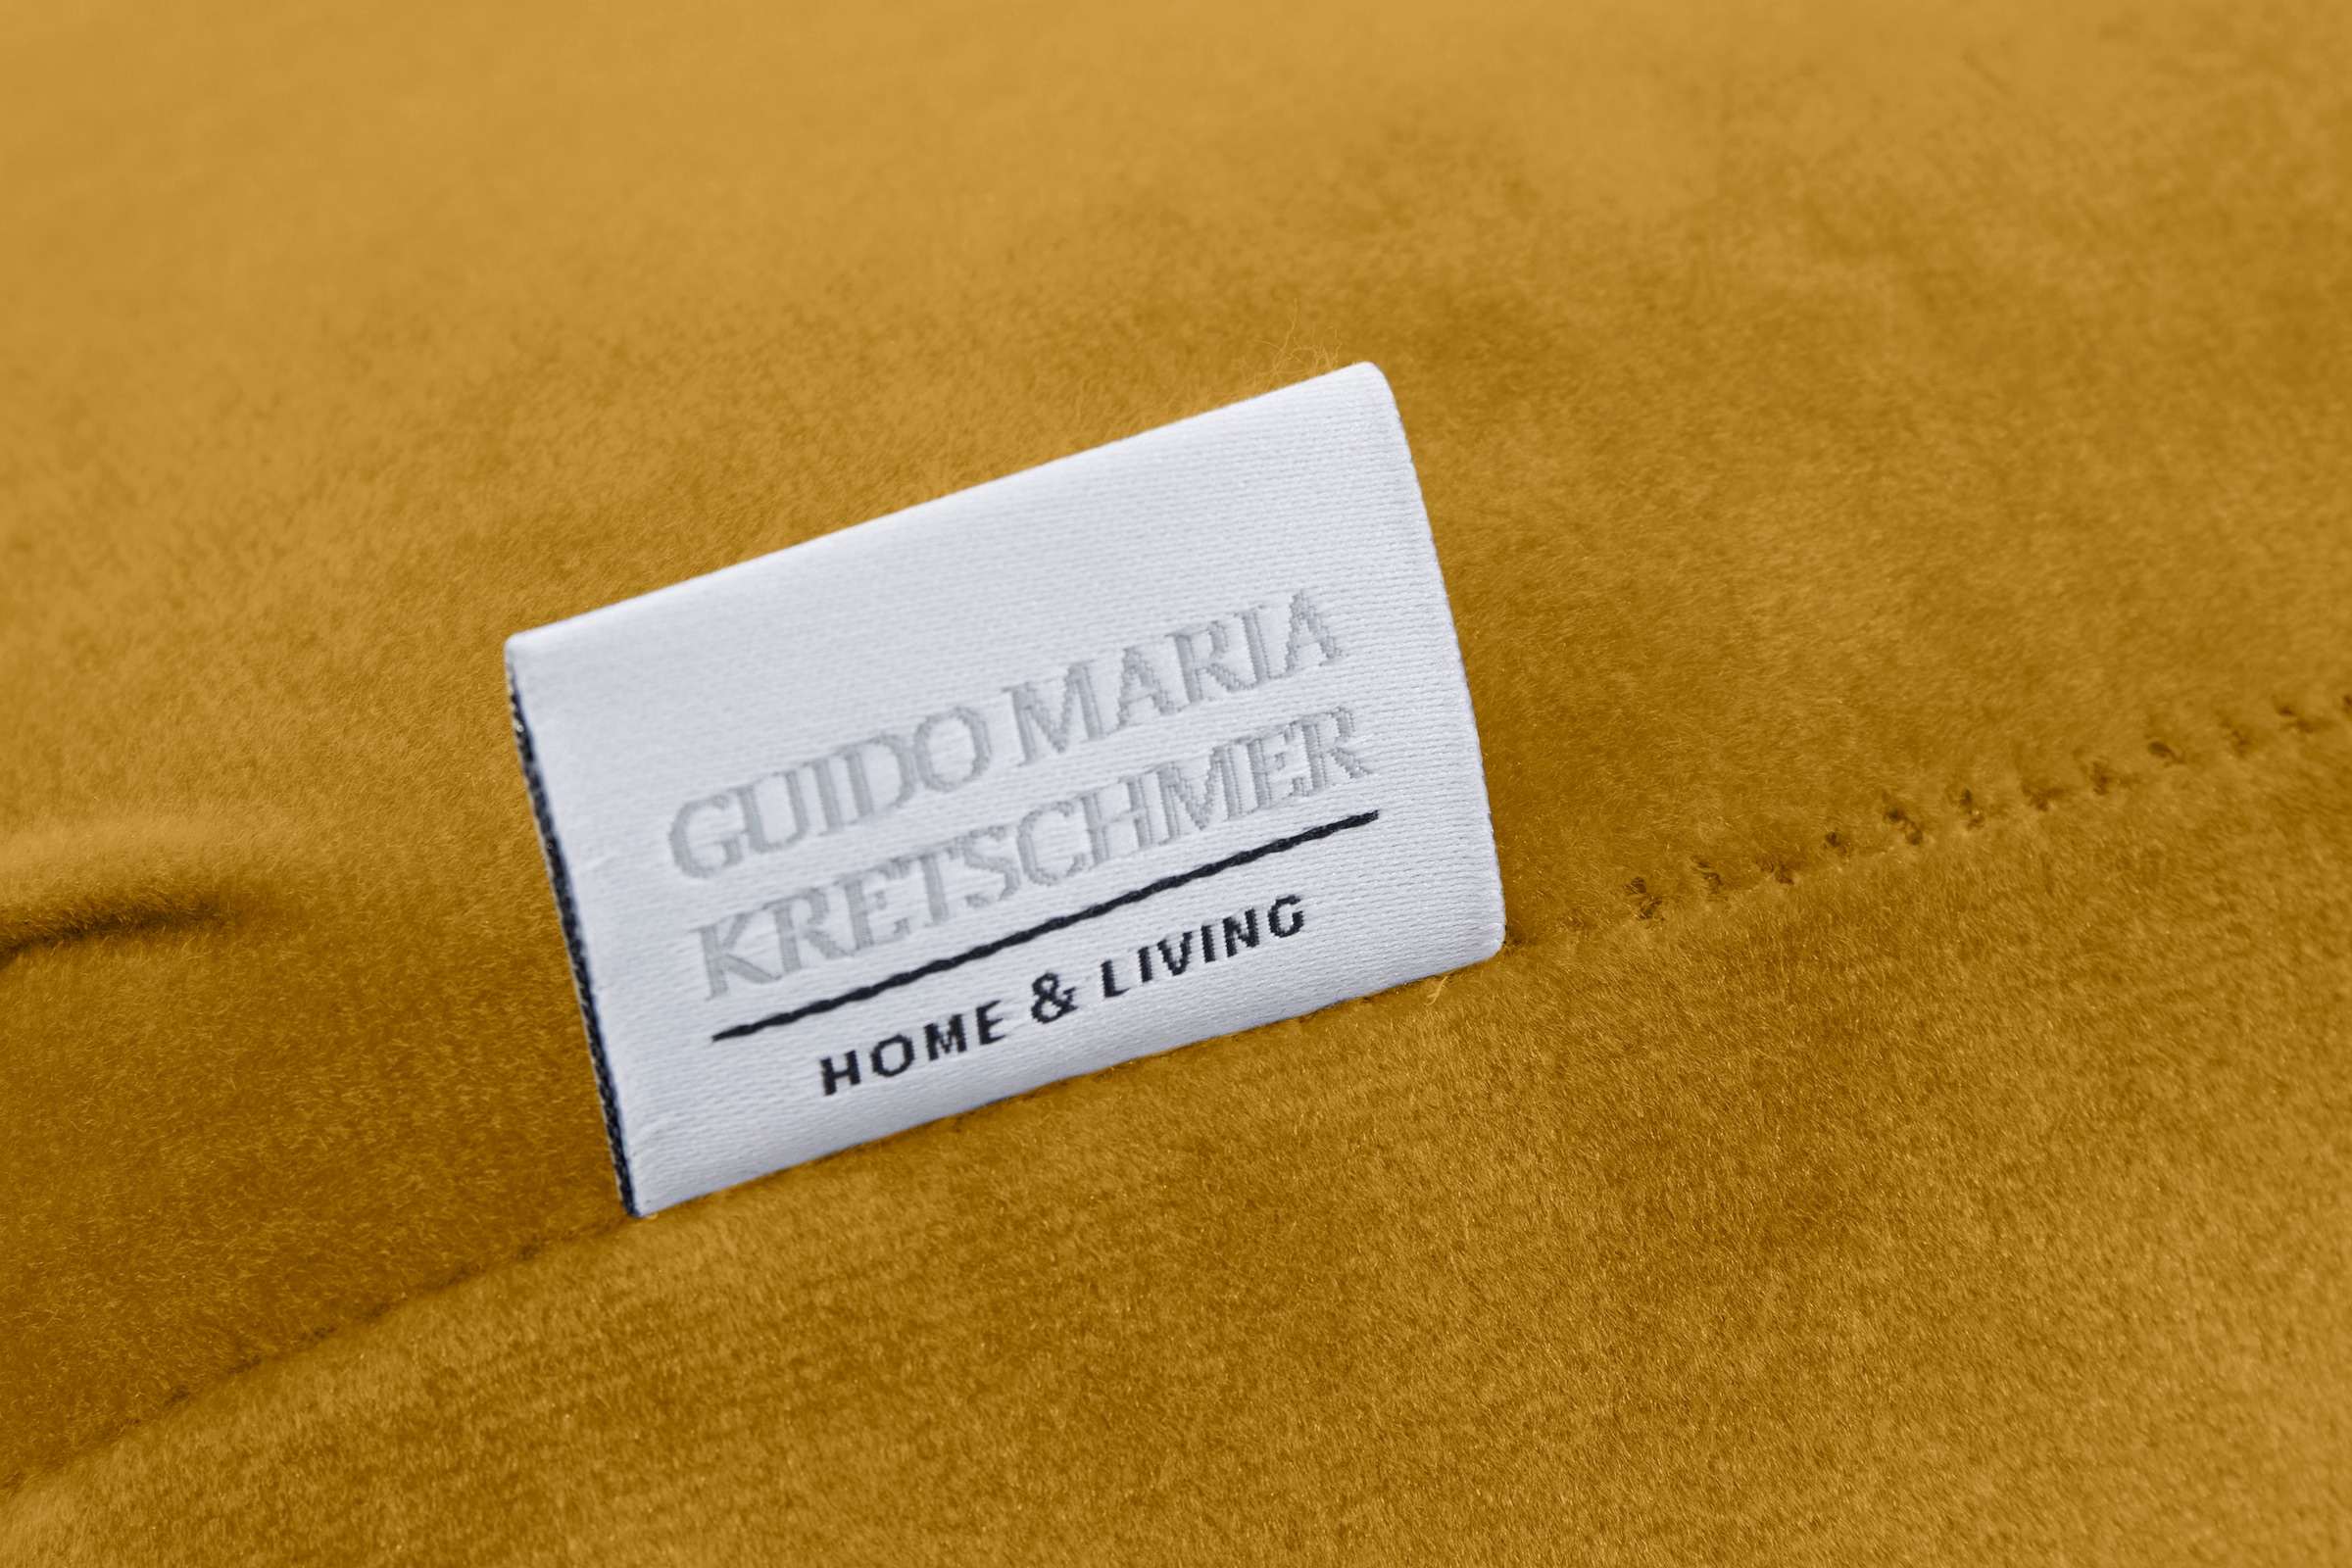 GUIDO MARIA
KRETSCHMER
HOME & LIVING